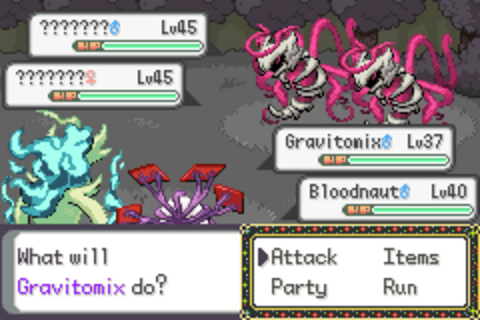 ???????♂ Lv45
HP
???????♀ Lv45
HP
Gravitomix♂ Lv37
HP
Bloodnaut♂ Lv40
HP
What will
Gravitomix do?
Attack Items
Party Run